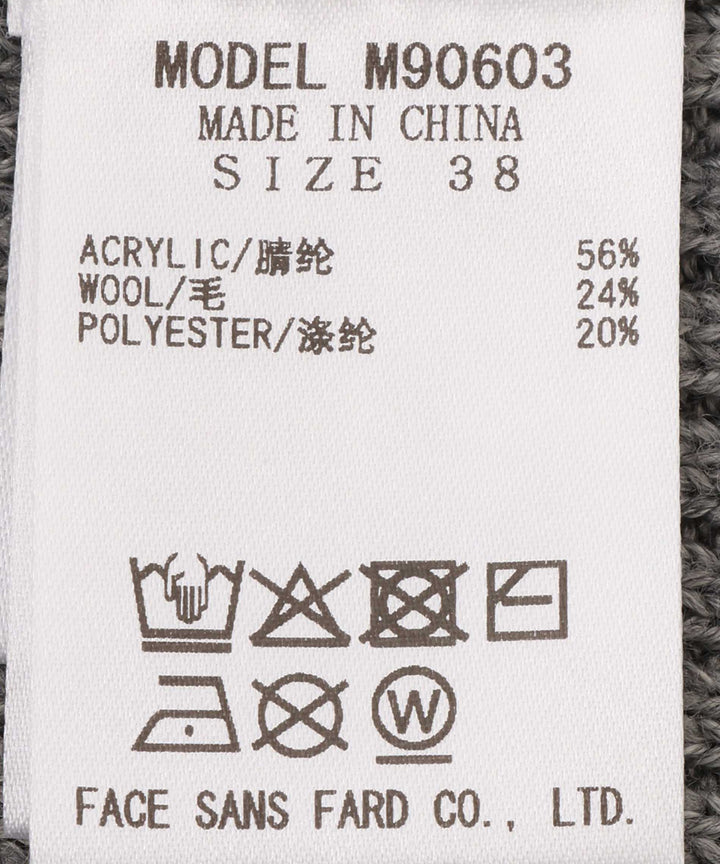 MODEL M90603
MADE IN CHINA
SIZE 38
ACRYLIC/腈纶 56%
WOOL/毛 24%
POLYESTER/涤纶 20%
W
FACE SANS FARD CO., LTD.